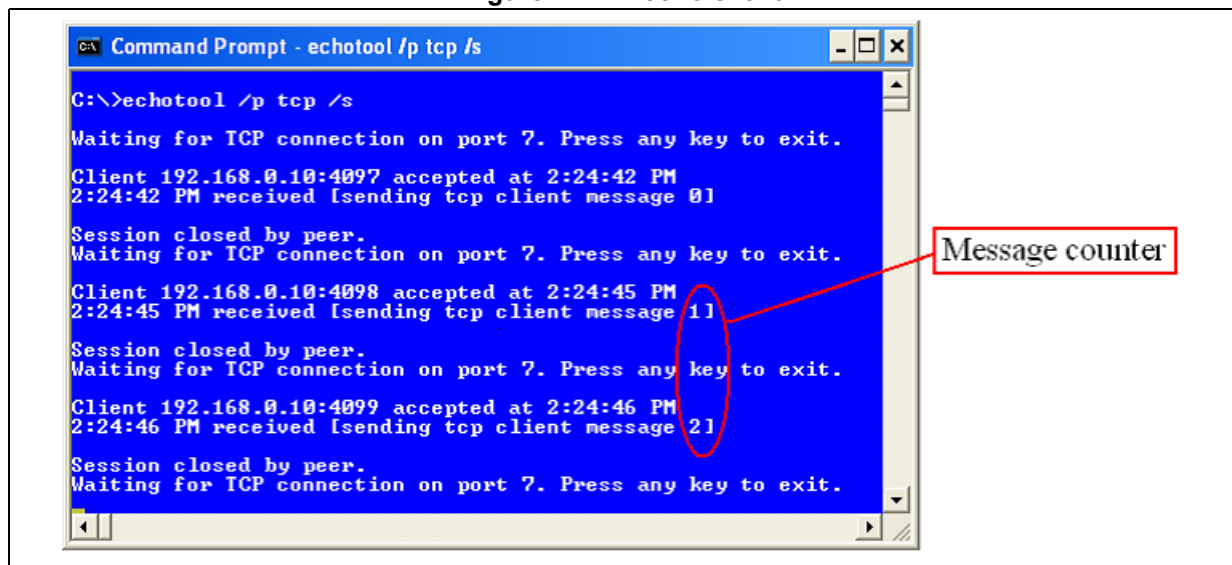 Command Prompt - echotool /p tcp /s
C:\>echotool /p tcp /s
Waiting for TCP connection on port 7. Press any key to exit.
Client 192.168.0.10:4097 accepted at 2:24:42 PM
2:24:42 PM received [sending tcp client message 0]
Session closed by peer.
Waiting for TCP connection on port 7. Press any key to exit.
Client 192.168.0.10:4098 accepted at 2:24:45 PM
2:24:45 PM received [sending tcp client message 1]
Session closed by peer.
Waiting for TCP connection on port 7. Press any key to exit.
Client 192.168.0.10:4099 accepted at 2:24:46 PM
2:24:46 PM received [sending tcp client message 2]
Session closed by peer.
Waiting for TCP connection on port 7. Press any key to exit.
Message counter